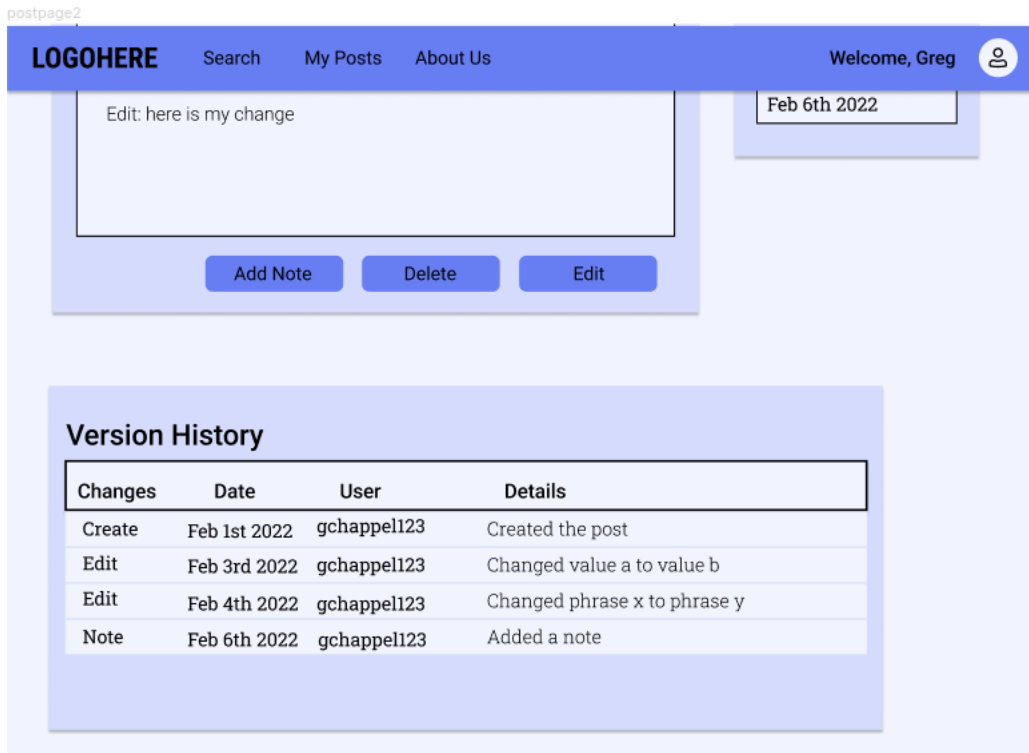 postpage2
LOGOHERE Search My Posts About Us Welcome, Greg
Edit: here is my change
Feb 6th 2022
Add Note Delete Edit
Version History
Changes Date User Details
Create Feb 1st 2022 gchappel123 Created the post
Edit Feb 3rd 2022 gchappel123 Changed value a to value b
Edit Feb 4th 2022 gchappel123 Changed phrase x to phrase y
Note Feb 6th 2022 gchappel123 Added a note